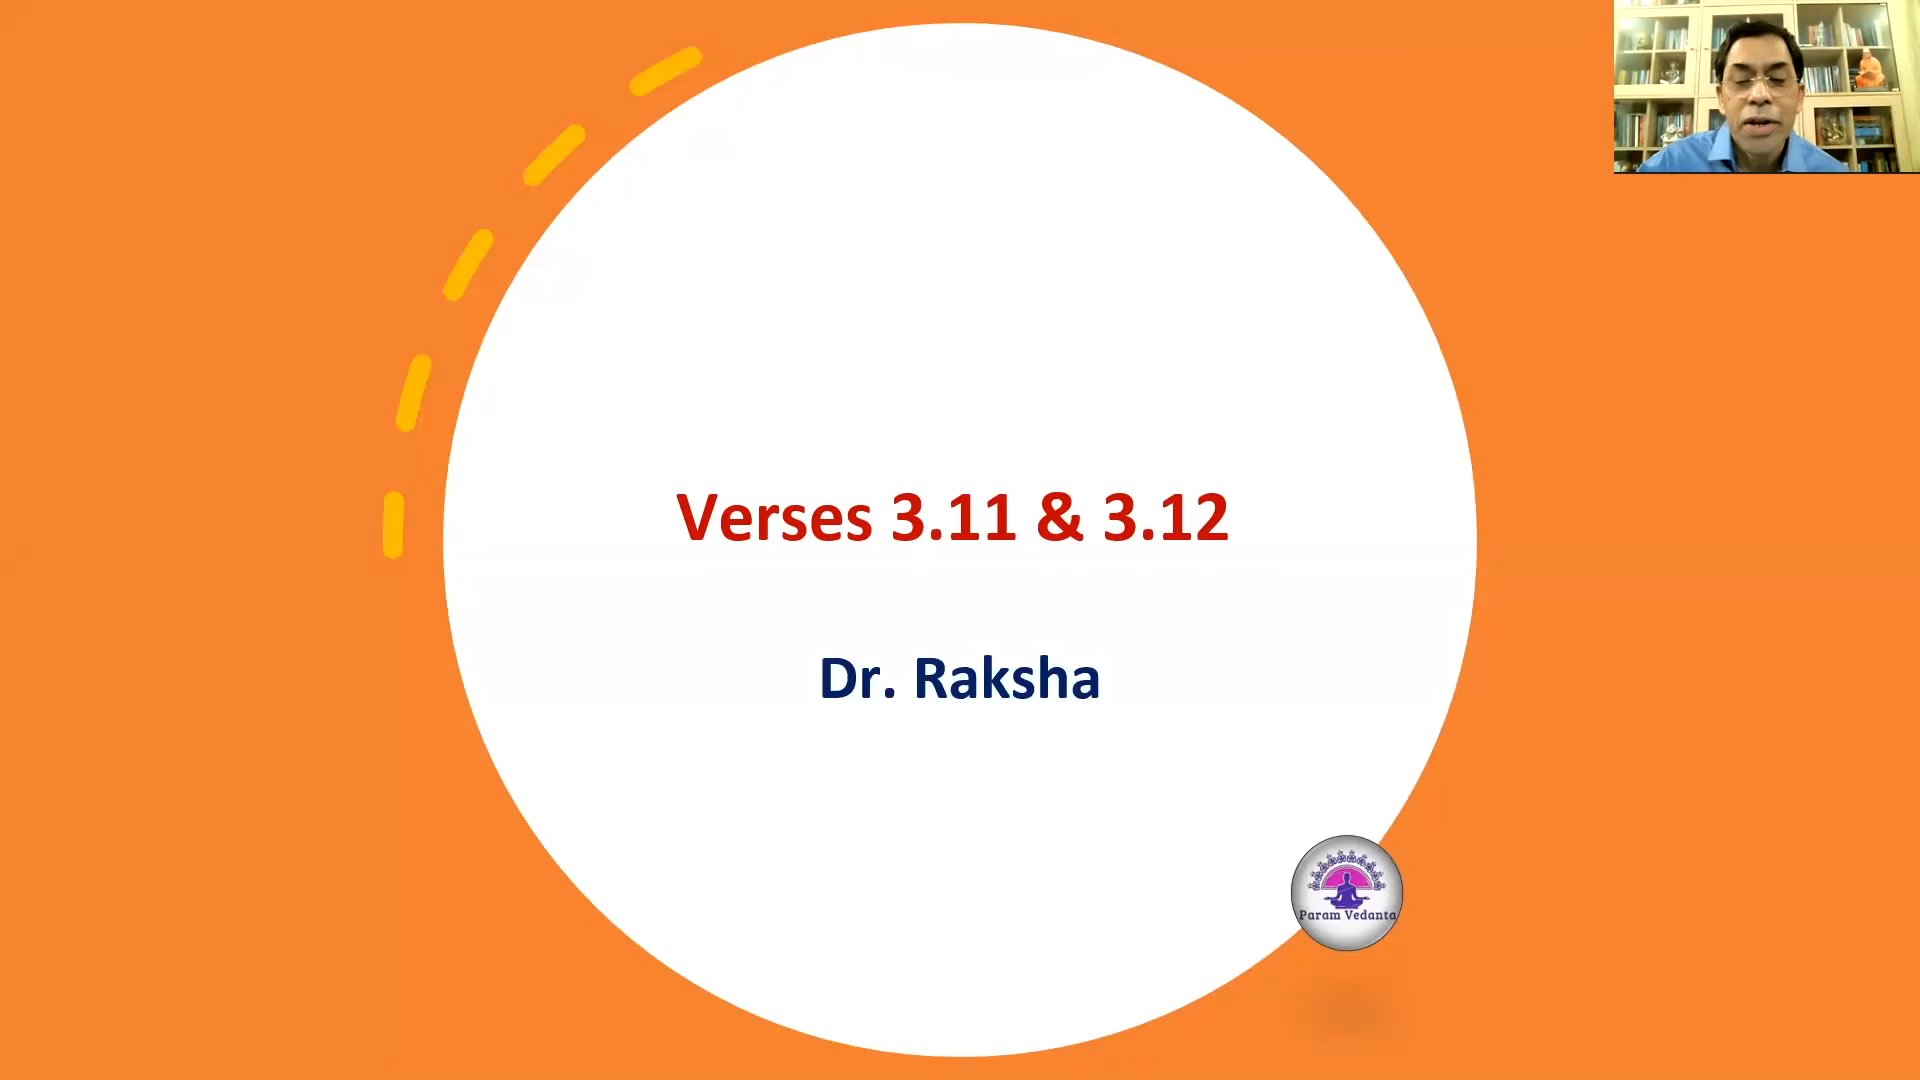 Verses 3.11 & 3.12
Dr. Raksha
Param Vedanta